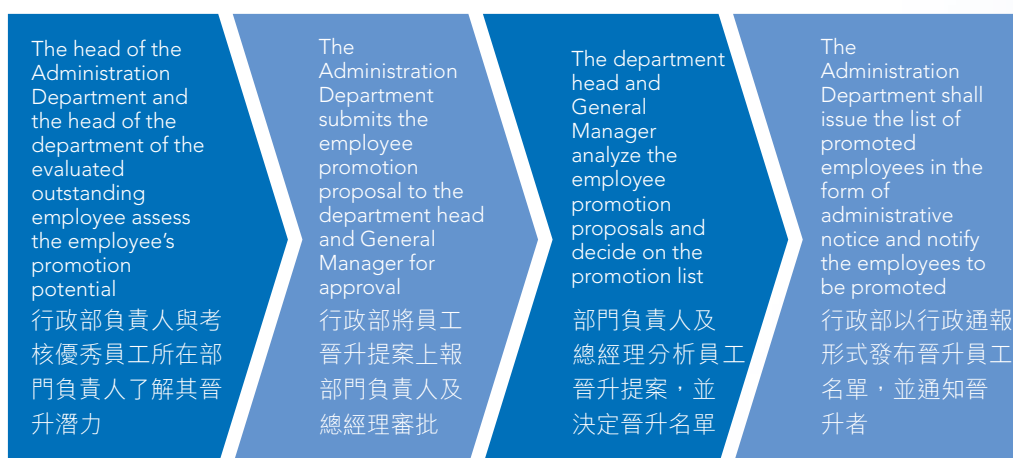 The head of the
Administration
Department and
the head of the
department of the
evaluated
outstanding
employee assess
the employee’s
promotion
potential
行政部負責人與考
核優秀員工所在部
門負責人了解其晉
升潛力
The
Administration
Department
submits the
employee
promotion
proposal to the
department head
and General
Manager for
approval
行政部將員工
晉升提案上報
部門負責人及
總經理審批
The department
head and
General
Manager
analyze the
employee
promotion
proposals and
decide on the
promotion list
部門負責人及
總經理分析員工
晉升提案，並
決定晉升名單
The
Administration
Department shall
issue the list of
promoted
employees in the
form of
administrative
notice and notify
the employees to
be promoted
行政部以行政通報
形式發布晉升員工
名單，並通知晉
升者